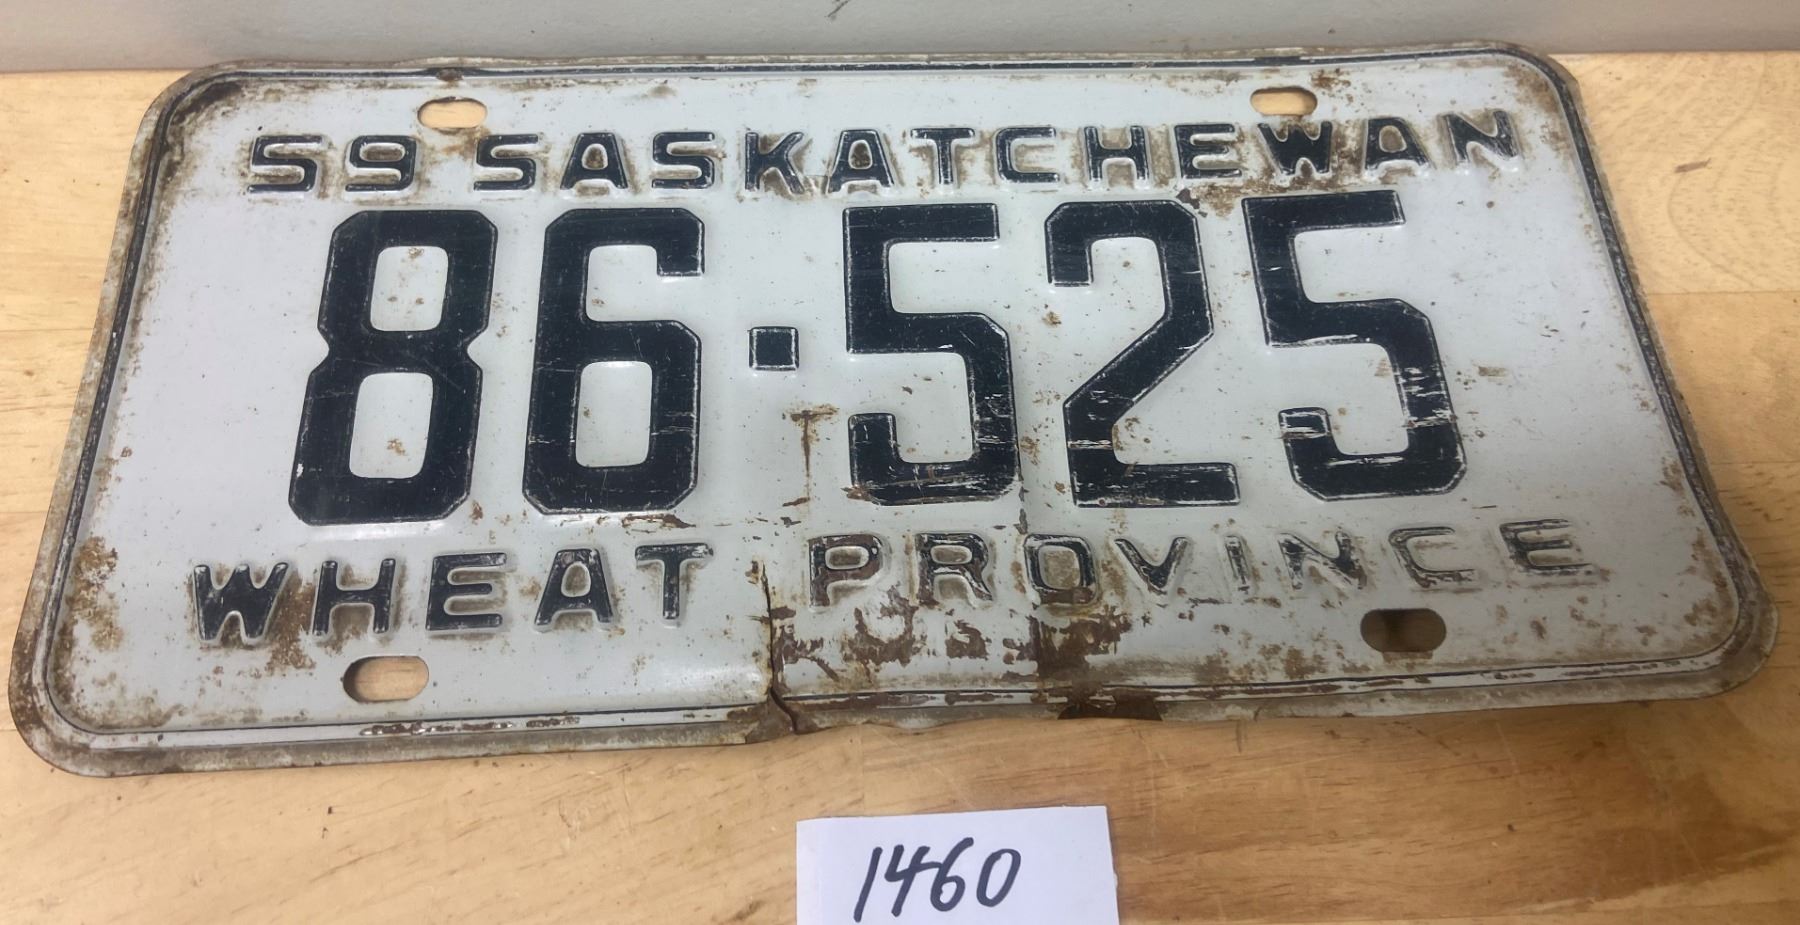 59 SASKATCHEWAN
86·525
WHEAT PROVINCE
1460